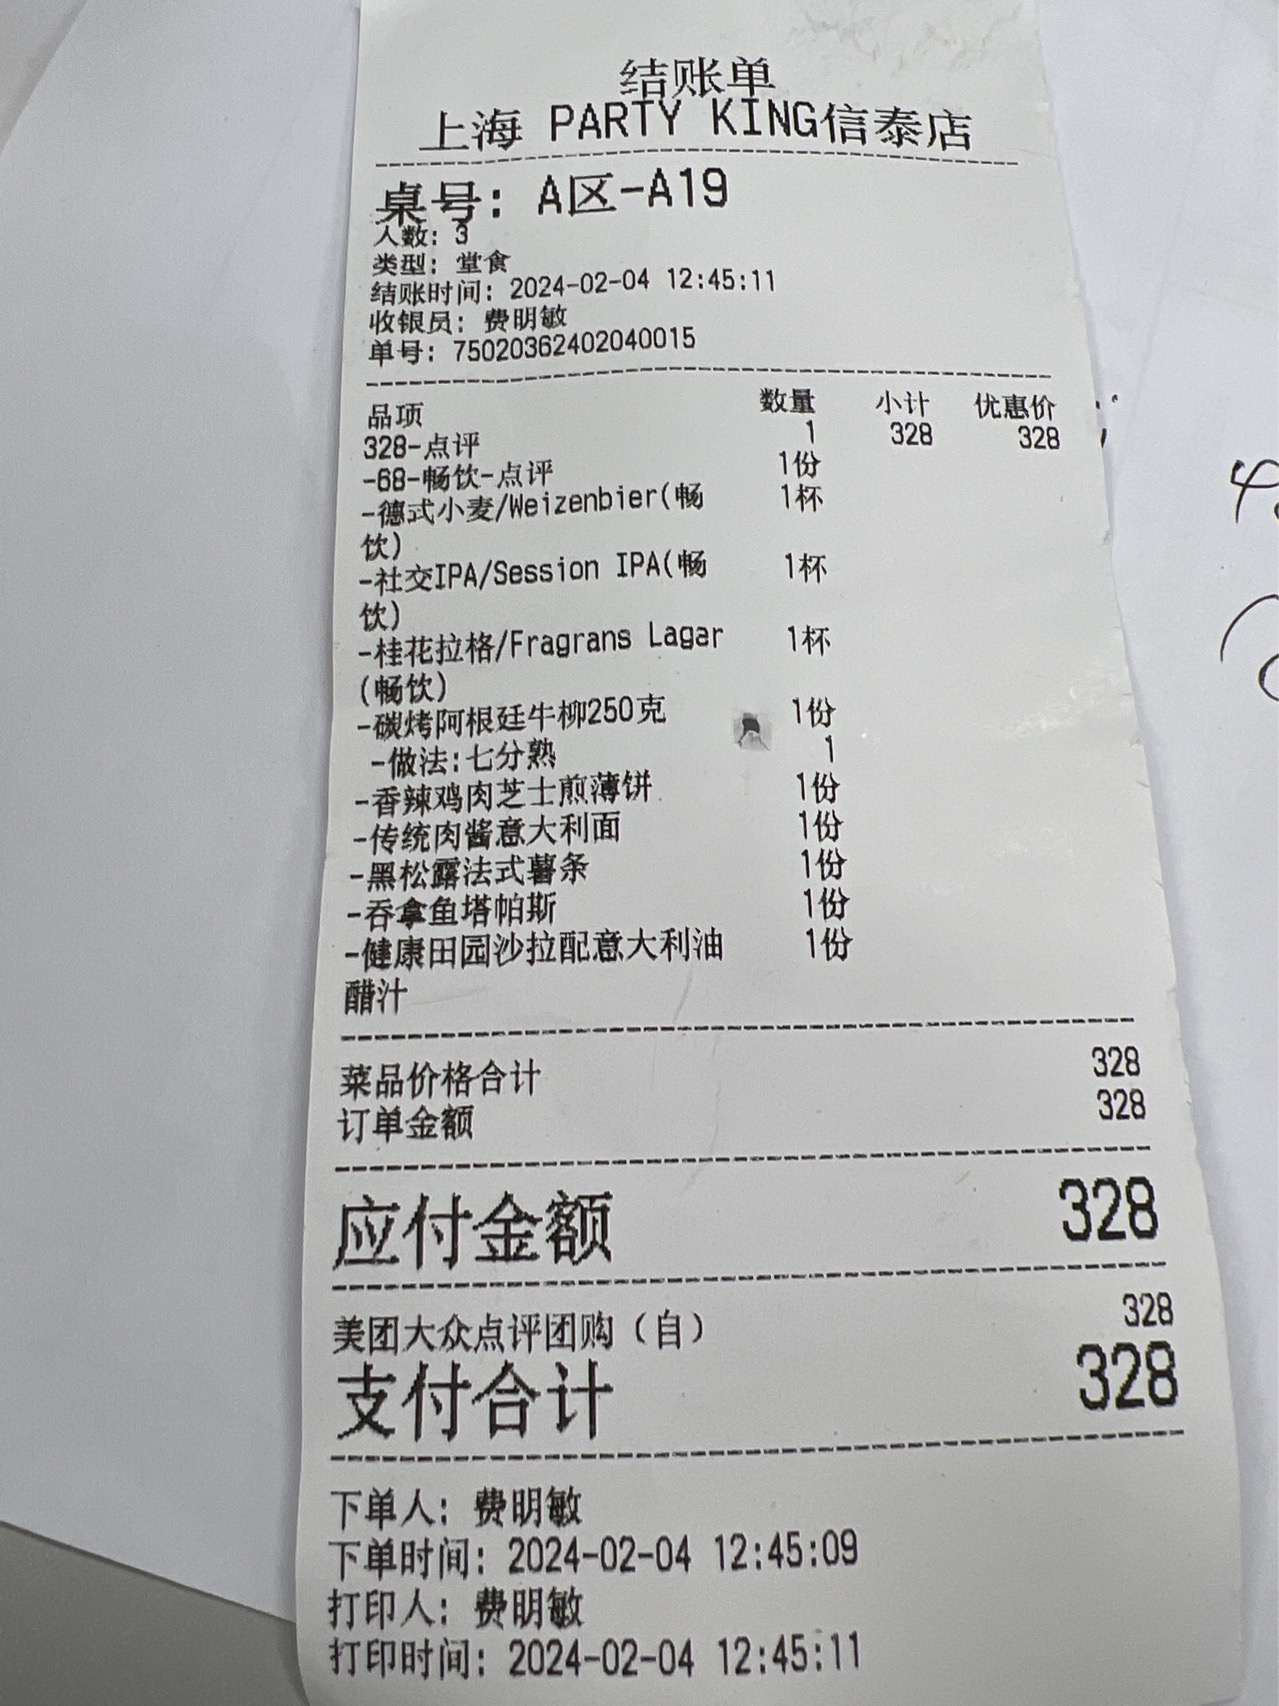 结账单
上海 PARTY KING信泰店
桌号: A区-A19
人数: 3
类型: 堂食
结账时间: 2024-02-04 12:45:11
收银员: 费明敏
单号: 75020362402040015
品项 数量 小计 优惠价
328-点评 1 328 328
-68-畅饮-点评 1份
-德式小麦/Weizenbier(畅 1杯
饮)
-社交IPA/Session IPA(畅 1杯
饮)
-桂花拉格/Fragrans Lagar 1杯
(畅饮)
-碳烤阿根廷牛柳250克 1份
-做法:七分熟 1
-香辣鸡肉芝士煎薄饼 1份
-传统肉酱意大利面 1份
-黑松露法式薯条 1份
-吞拿鱼塔帕斯 1份
-健康田园沙拉配意大利油 1份
醋汁
菜品价格合计 328
订单金额 328
应付金额 328
美团大众点评团购（自） 328
支付合计 328
下单人: 费明敏
下单时间: 2024-02-04 12:45:09
打印人: 费明敏
打印时间: 2024-02-04 12:45:11